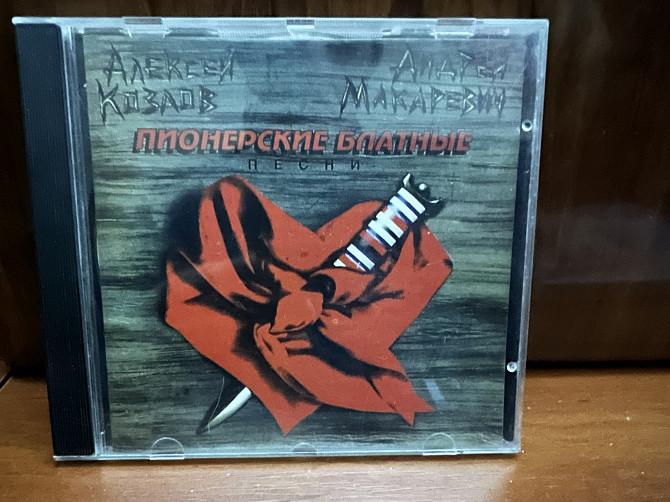 Алексей Андрей
Козлов Макаревич
ПИОНЕРСКИЕ БЛАТНЫЕ
ПЕСНИ